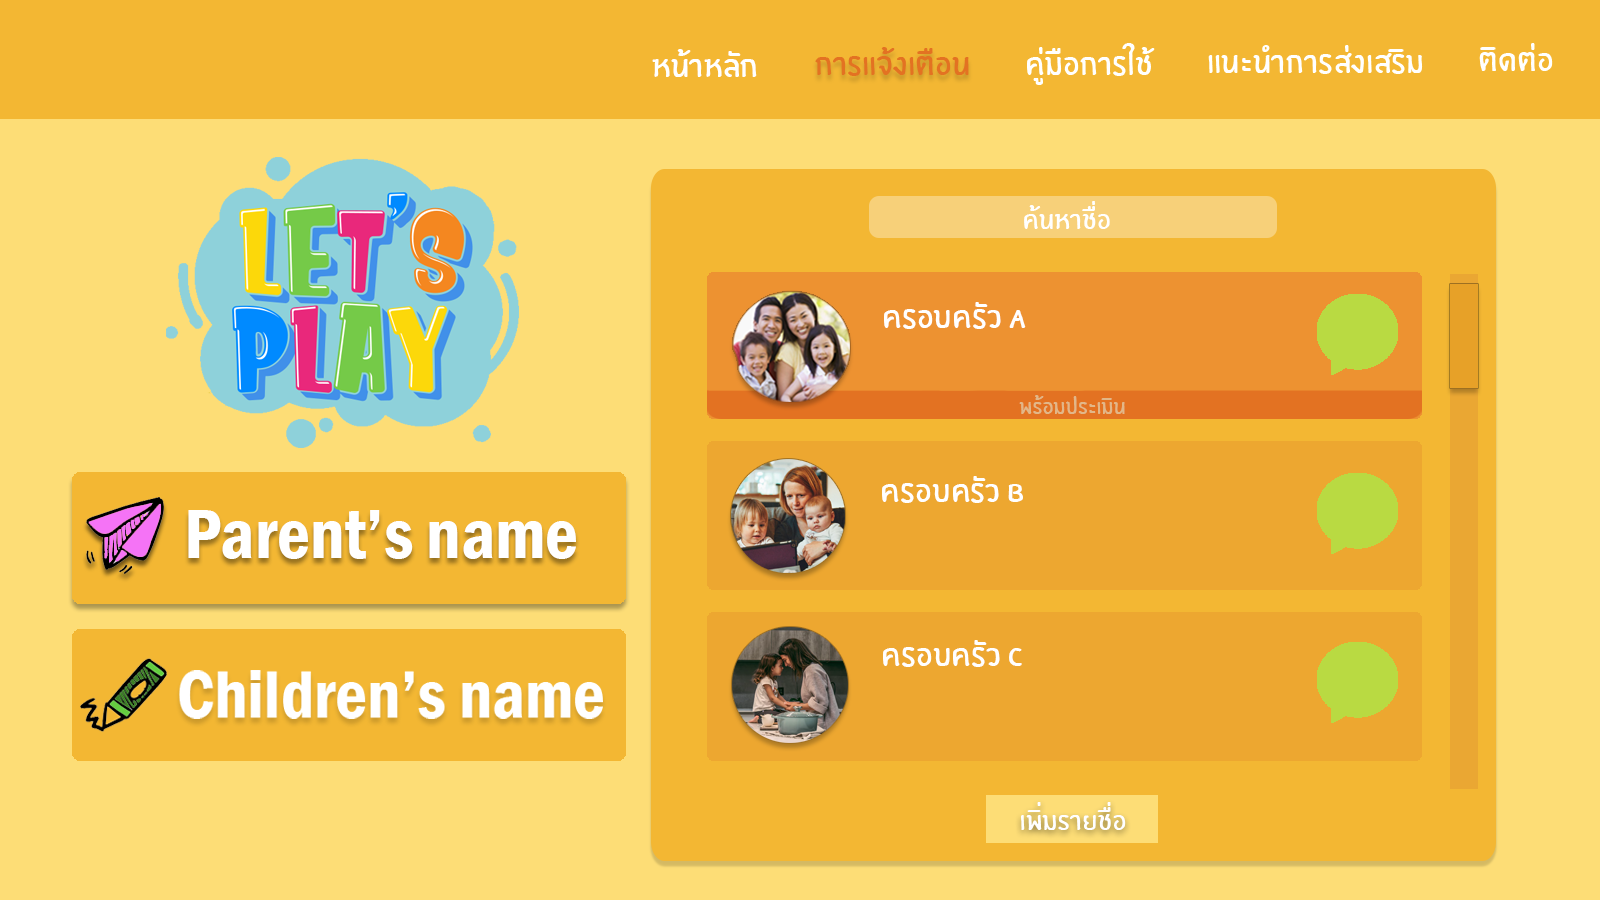 หน้าหลัก การแจ้งเตือน คู่มือการใช้ แนะนำการส่งเสริม ติดต่อ
LET'S
PLAY
Parent's name
Children's name
ค้นหาชื่อ
ครอบครัว A
พร้อมประเมิน
ครอบครัว B
ครอบครัว C
เพิ่มรายชื่อ